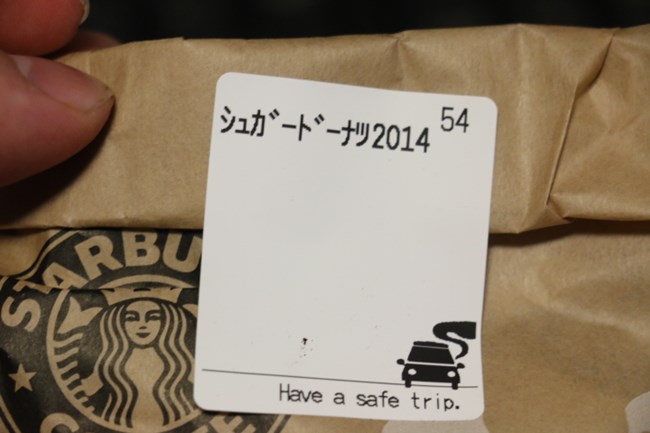 54
ｼｭｶﾞｰﾄﾞｰﾅﾂ2014
STARBU
Have a safe trip.